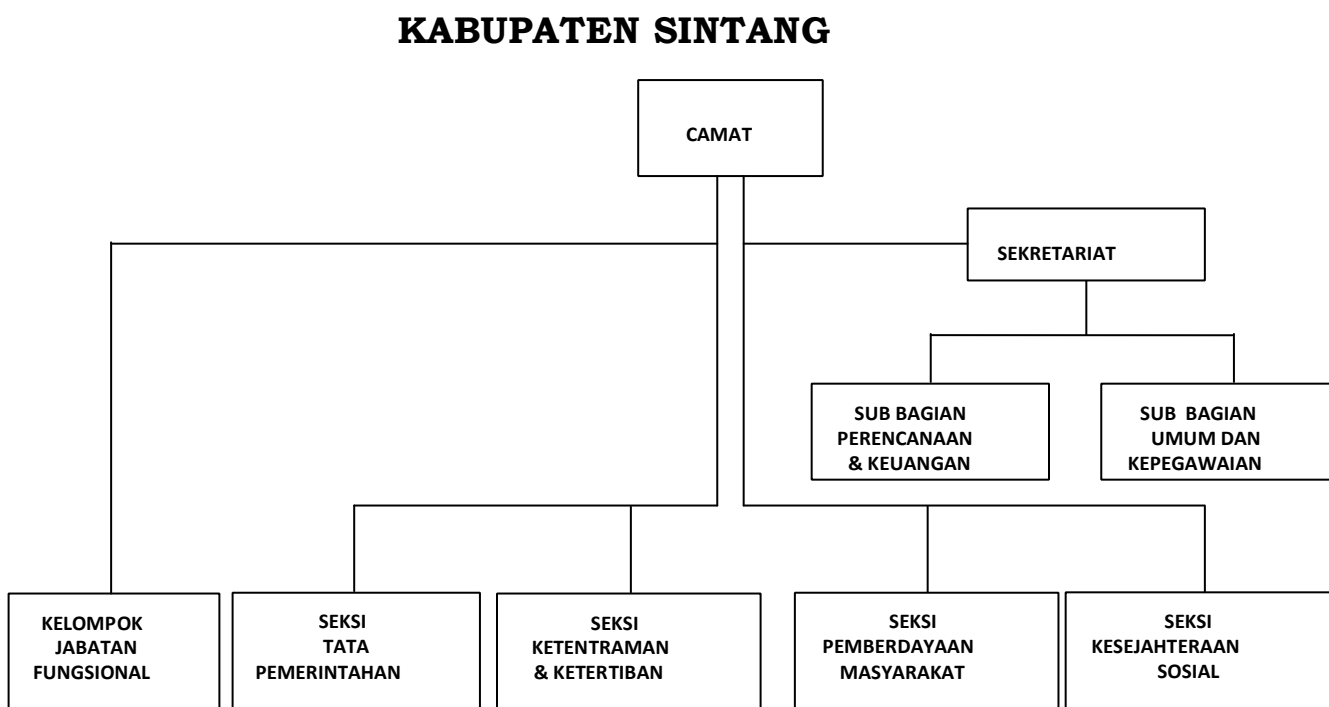 KABUPATEN SINTANG
CAMAT
SEKRETARIAT
SUB BAGIAN
PERENCANAAN
& KEUANGAN
SUB BAGIAN
UMUM DAN
KEPEGAWAIAN
KELOMPOK
JABATAN
FUNGSIONAL
SEKSI
TATA
PEMERINTAHAN
SEKSI
KETENTRAMAN
& KETERTIBAN
SEKSI
PEMBERDAYAAN
MASYARAKAT
SEKSI
KESEJAHTERAAN
SOSIAL